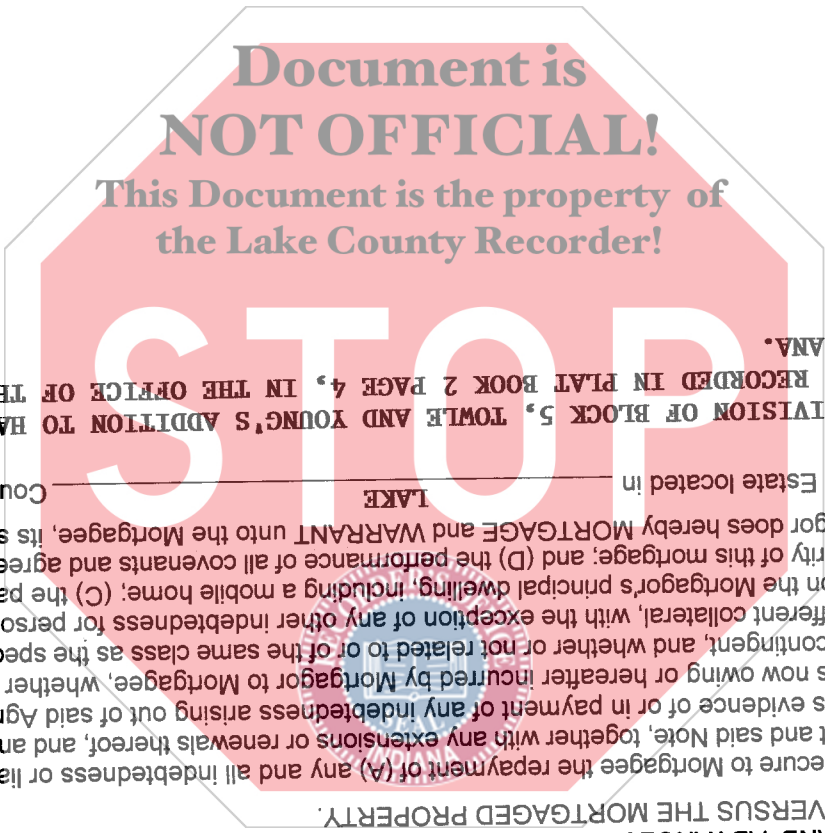 Document is
NOT OFFICIAL!
This Document is the property of
the Lake County Recorder!
STOP
RECORDER'S OFFICE
SEAL
INDIANA
VERSUS THE MORTGAGED PROPERTY.
ecure to Mortgagee the repayment of (A) any and all indebtedness or lia
t and said Note, together with any extensions or renewals thereof, and an
s evidence of or in payment of any indebtedness arising out of said Agr
s now owing or hereafter incurred by Mortgagor to Mortgagee, whether
contingent, and whether or not related to or of the same class as the spec
fferent collateral, with the exception of any other indebtedness for perso
on the Mortgagor's principal dwelling, including a mobile home; (C) the pa
rity of this mortgage; and (D) the performance of all covenants and agree
gor does hereby MORTGAGE and WARRANT unto the Mortgagee, its s
Estate located in LAKE Cou
IVISION OF BLOCK 5, TOWLE AND YOUNG'S ADDITION TO HA
RECORDED IN PLAT BOOK 2 PAGE 4, IN THE OFFICE OF TH
ANA.